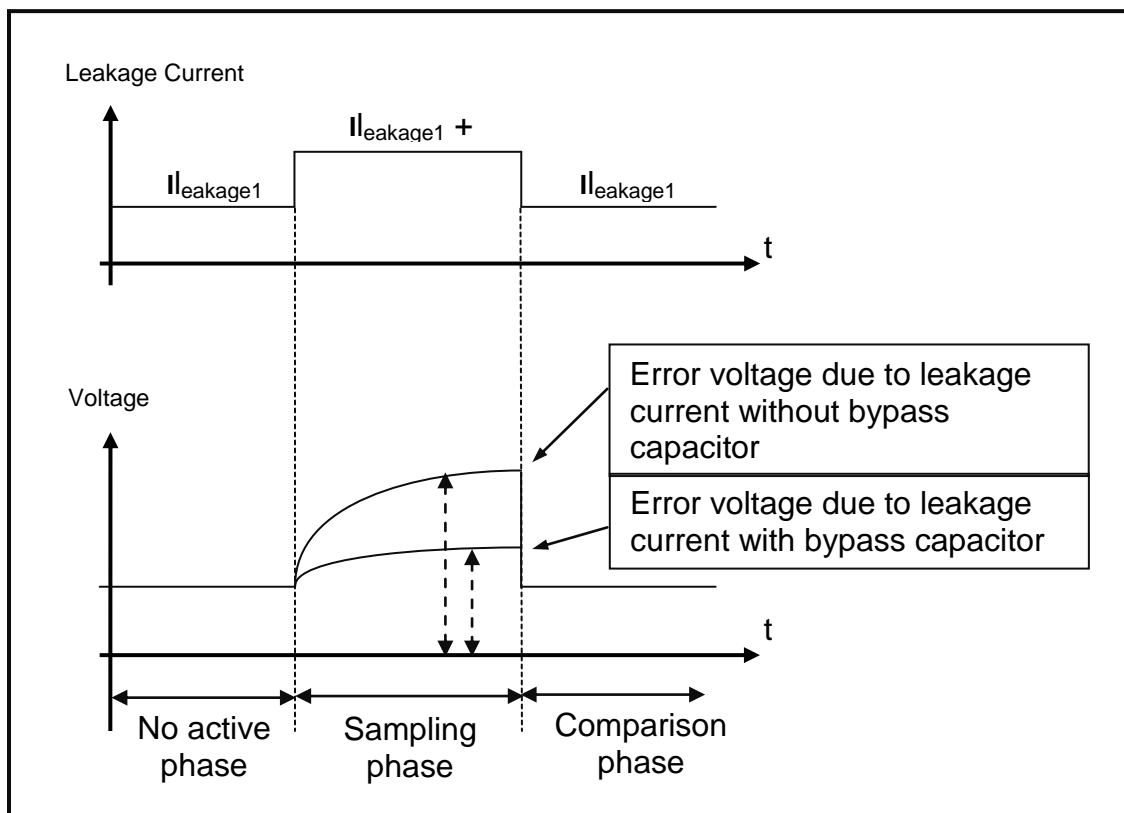 Leakage Current
Ileakage1 +
Ileakage1
Ileakage1
t
Voltage
Error voltage due to leakage
current without bypass
capacitor
Error voltage due to leakage
current with bypass capacitor
t
No active
phase
Sampling
phase
Comparison
phase